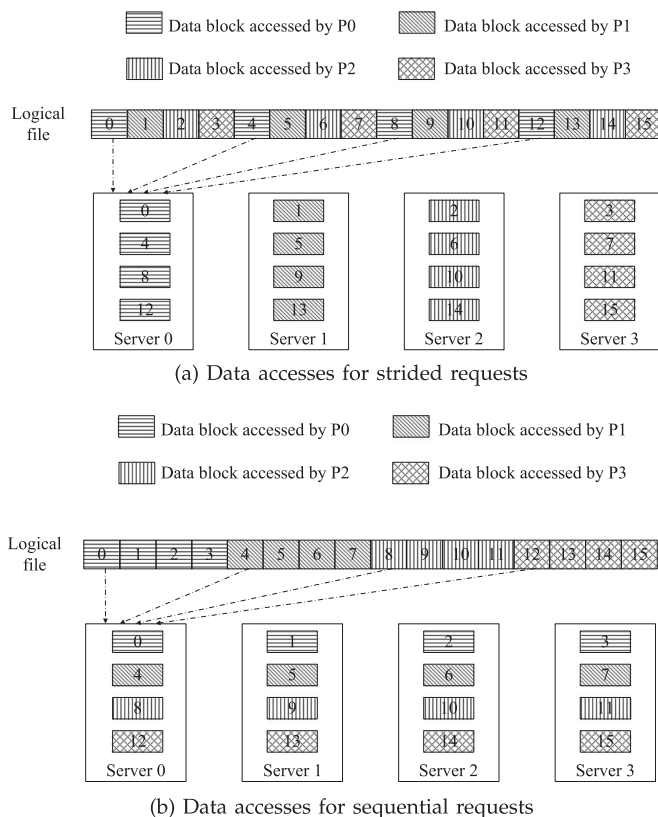 Data block accessed by P0 Data block accessed by P1
Data block accessed by P2 Data block accessed by P3
Logical file 0 1 2 3 4 5 6 7 8 9 10 11 12 13 14 15
0 1 2 3
4 5 6 7
8 9 10 11
12 13 14 15
Server 0 Server 1 Server 2 Server 3
(a) Data accesses for strided requests
Data block accessed by P0 Data block accessed by P1
Data block accessed by P2 Data block accessed by P3
Logical file 0 1 2 3 4 5 6 7 8 9 10 11 12 13 14 15
0 1 2 3
4 5 6 7
8 9 10 11
12 13 14 15
Server 0 Server 1 Server 2 Server 3
(b) Data accesses for sequential requests